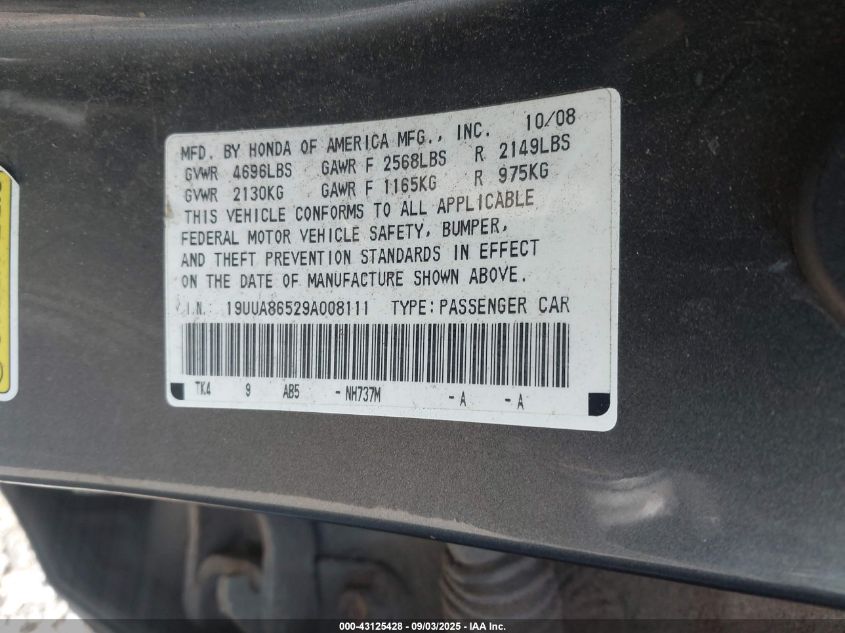 MFD. BY HONDA OF AMERICA MFG., INC. 10/08
GVWR 4696LBS GAWR F 2568LBS R 2149LBS
GVWR 2130KG GAWR F 1165KG R 975KG
THIS VEHICLE CONFORMS TO ALL APPLICABLE
FEDERAL MOTOR VEHICLE SAFETY, BUMPER,
AND THEFT PREVENTION STANDARDS IN EFFECT
ON THE DATE OF MANUFACTURE SHOWN ABOVE.
V.I.N.: 19UUA86529A008111 TYPE: PASSENGER CAR
TK4 9 AB5 - NH737M - A - A
000-43125428 - 09/03/2025 - IAA Inc.